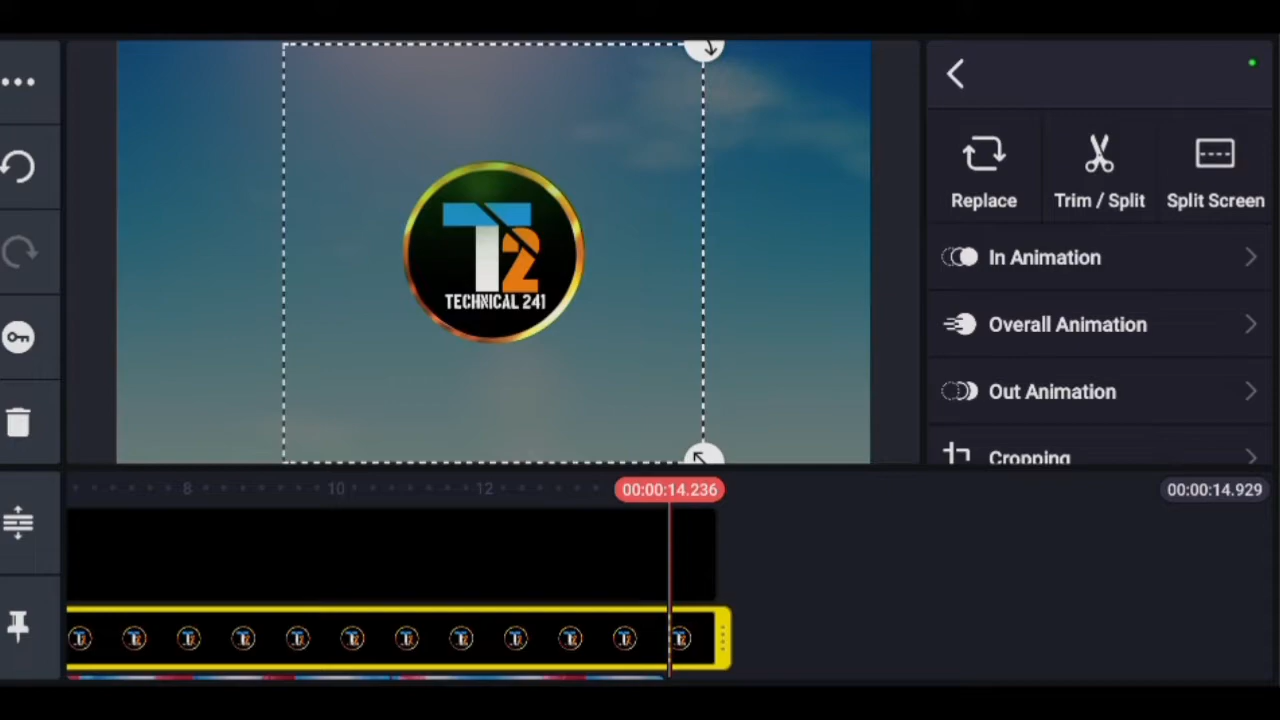 Replace
Trim / Split
Split Screen
T2
TECHNICAL 241
In Animation
Overall Animation
Out Animation
Cropping
8
10
12
00:00:14.236
00:00:14.929